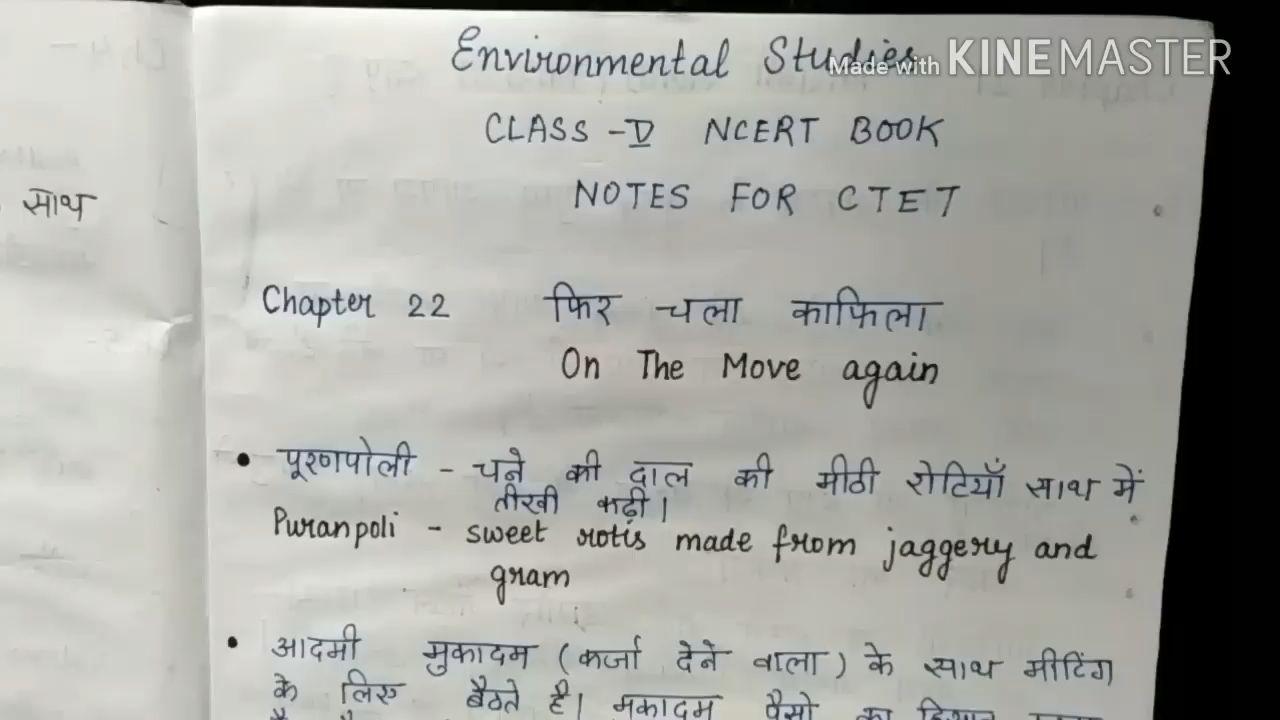 Environmental Studies
Made with KINEMASTER
CLASS -V NCERT BOOK
NOTES FOR CTET
साथ
Chapter 22 फिर चला काफिला
On The Move again
• पूरणपोली - चने की दाल की मीठी रोटियाँ साथ में
तीखी कढ़ी।
Puranpoli - sweet rotis made from jaggery and
gram
• आदमी मुकादम (कर्जा देने वाला) के साथ मीटिंग
के लिए बैठते है। मुकादम पैसो का